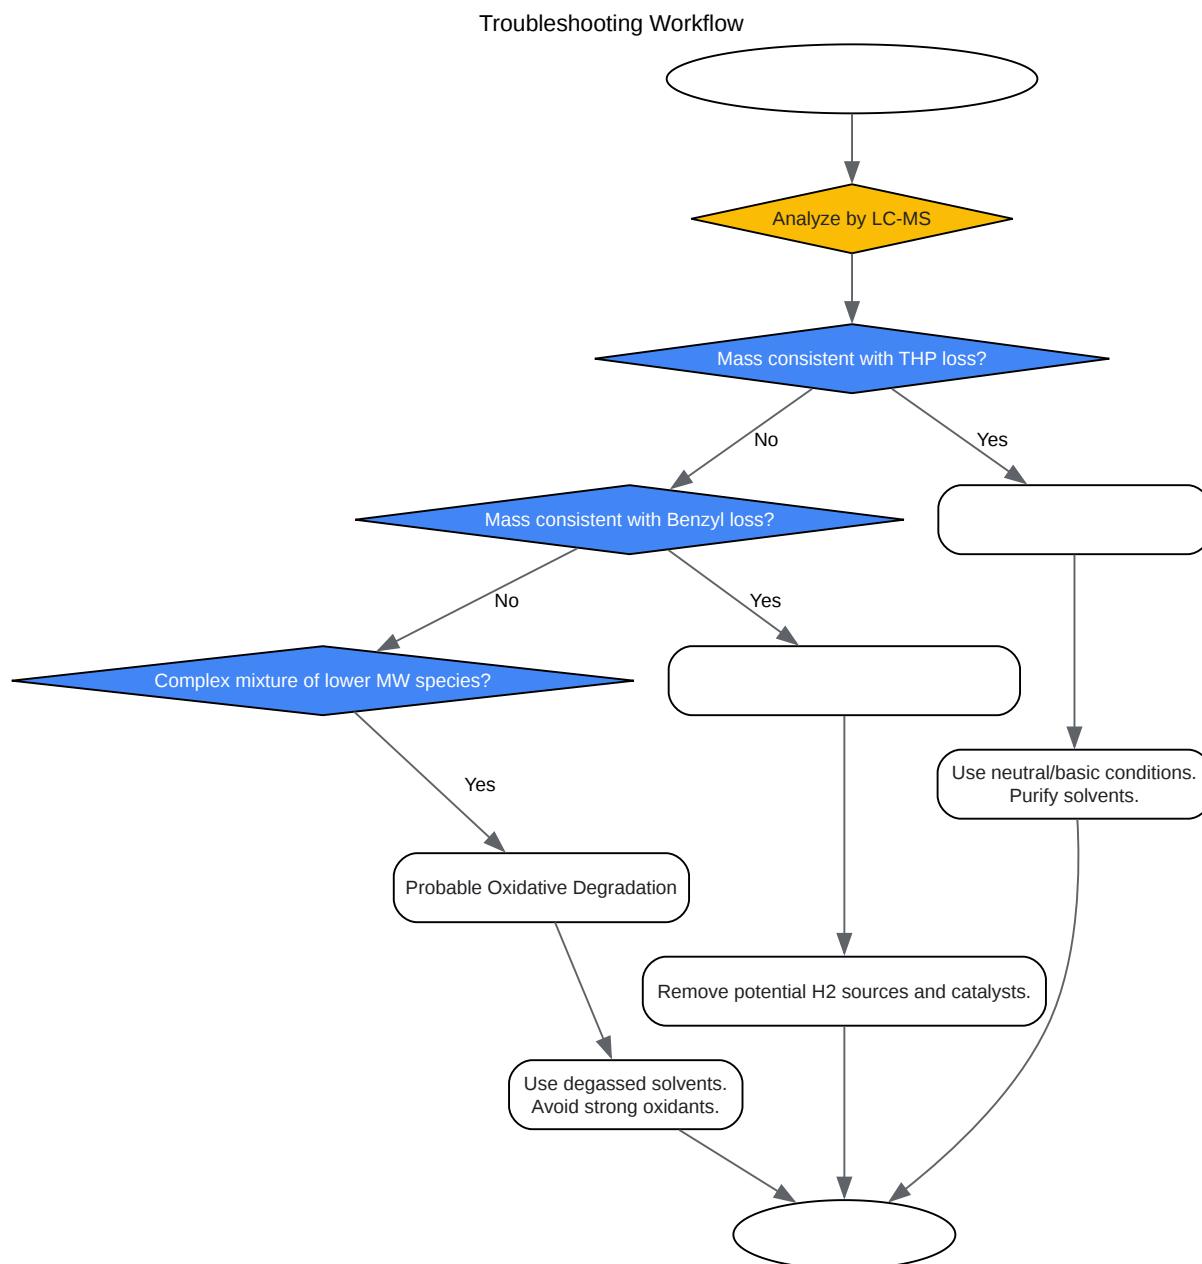 Troubleshooting Workflow
Analyze by LC-MS
Mass consistent with THP loss?
No
Yes
Mass consistent with Benzyl loss?
No
Yes
Complex mixture of lower MW species?
Yes
Use neutral/basic conditions.
Purify solvents.
Probable Oxidative Degradation
Remove potential H2 sources and catalysts.
Use degassed solvents.
Avoid strong oxidants.